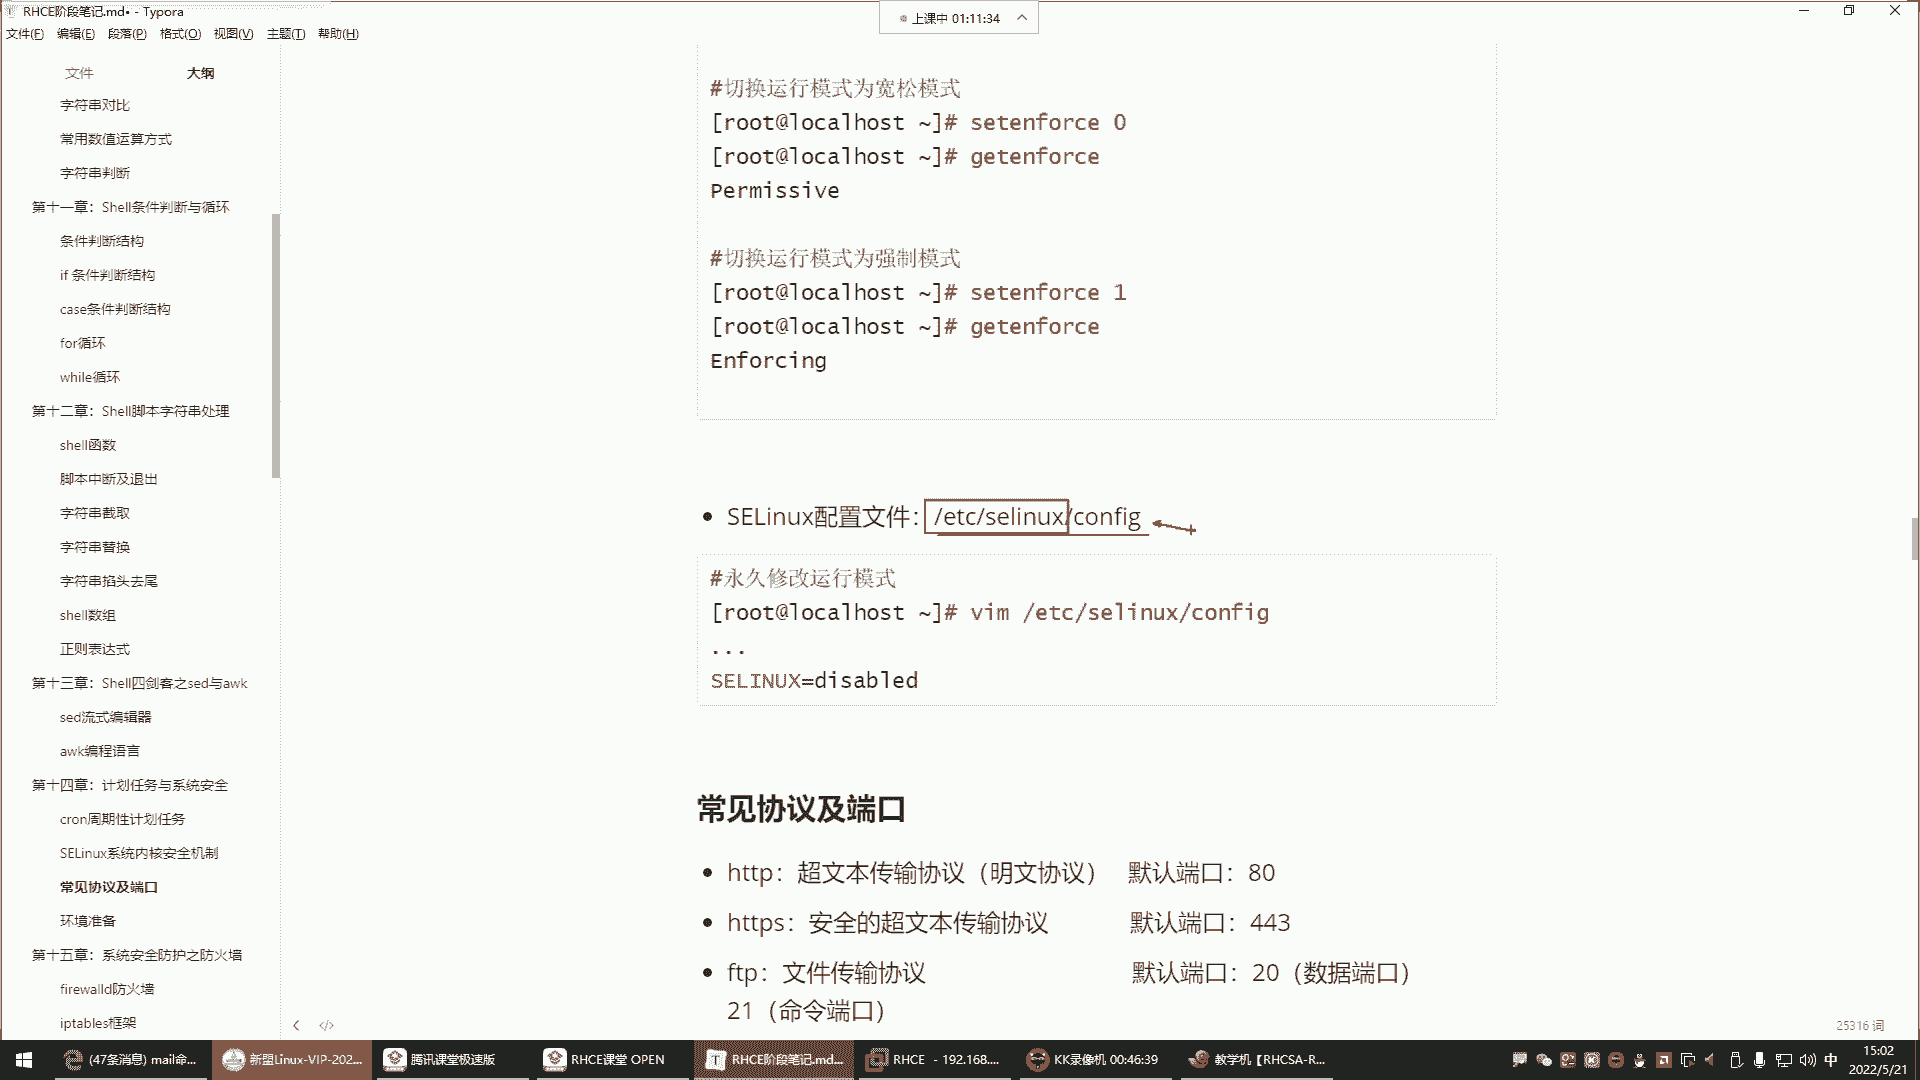 RHCE阶段笔记.md• - Typora
上课中 01:11:34
文件(F) 编辑(E) 段落(P) 格式(O) 视图(V) 主题(T) 帮助(H)
文件 大纲
字符串对比
常用数值运算方式
字符串判断
第十一章：Shell条件判断与循环
条件判断结构
if 条件判断结构
case条件判断结构
for循环
while循环
第十二章：Shell脚本字符串处理
shell函数
脚本中断及退出
字符串截取
字符串替换
字符串掐头去尾
shell数组
正则表达式
第十三章：Shell四剑客之sed与awk
sed流式编辑器
awk编程语言
第十四章：计划任务与系统安全
cron周期性计划任务
SELinux系统内核安全机制
常见协议及端口
环境准备
第十五章：系统安全防护之防火墙
firewalld防火墙
iptables框架
#切换运行模式为宽松模式
[root@localhost ~]# setenforce 0
[root@localhost ~]# getenforce
Permissive
#切换运行模式为强制模式
[root@localhost ~]# setenforce 1
[root@localhost ~]# getenforce
Enforcing
SELinux配置文件：/etc/selinux/config
#永久修改运行模式
[root@localhost ~]# vim /etc/selinux/config
...
SELINUX=disabled
常见协议及端口
http：超文本传输协议（明文协议） 默认端口：80
https：安全的超文本传输协议 默认端口：443
ftp：文件传输协议 默认端口：20（数据端口）
21（命令端口）
25316 词
(47条消息) mail命... 新盟Linux-VIP-202... 腾讯课堂极速版 RHCE课堂 OPEN RHCE阶段笔记.md... RHCE - 192.168.... KK录像机 00:46:39 教学机【RHCSA-R... 中 15:02
2022/5/21